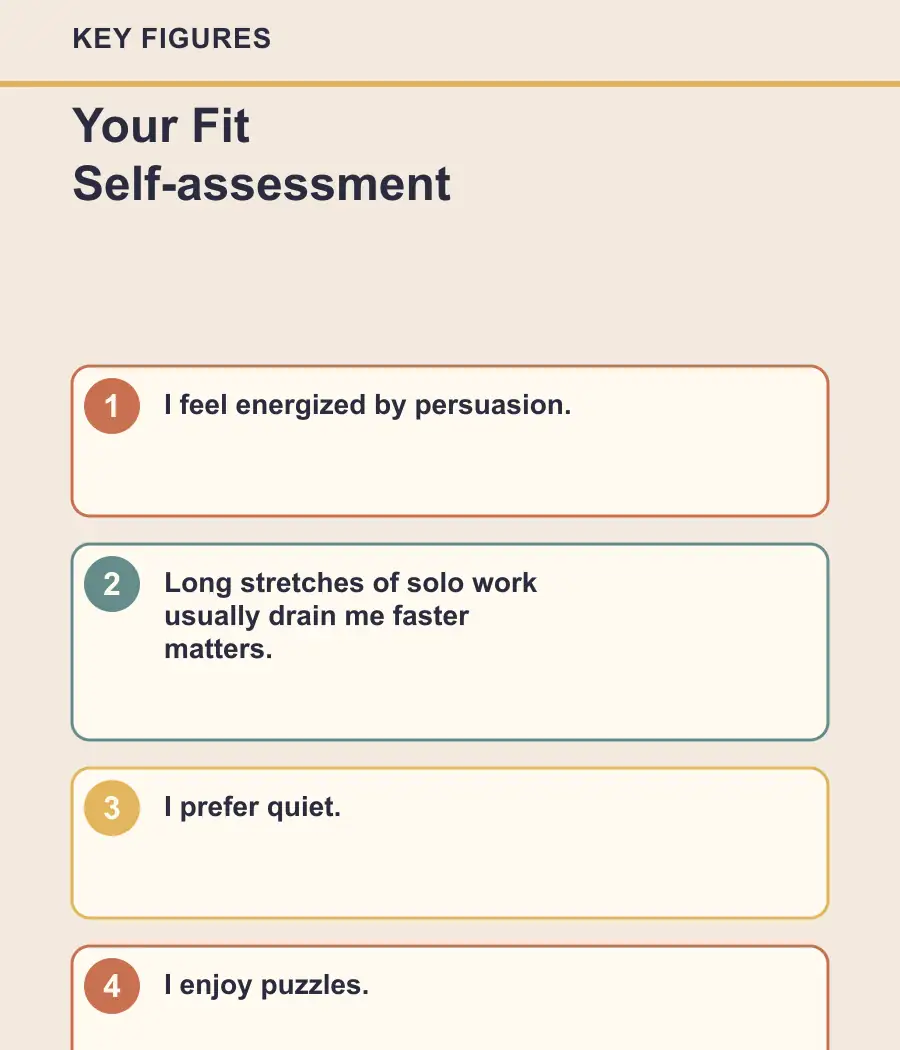 KEY FIGURES
Your Fit
Self-assessment
1
I feel energized by persuasion.
2
Long stretches of solo work
usually drain me faster
matters.
3
I prefer quiet.
4
I enjoy puzzles.